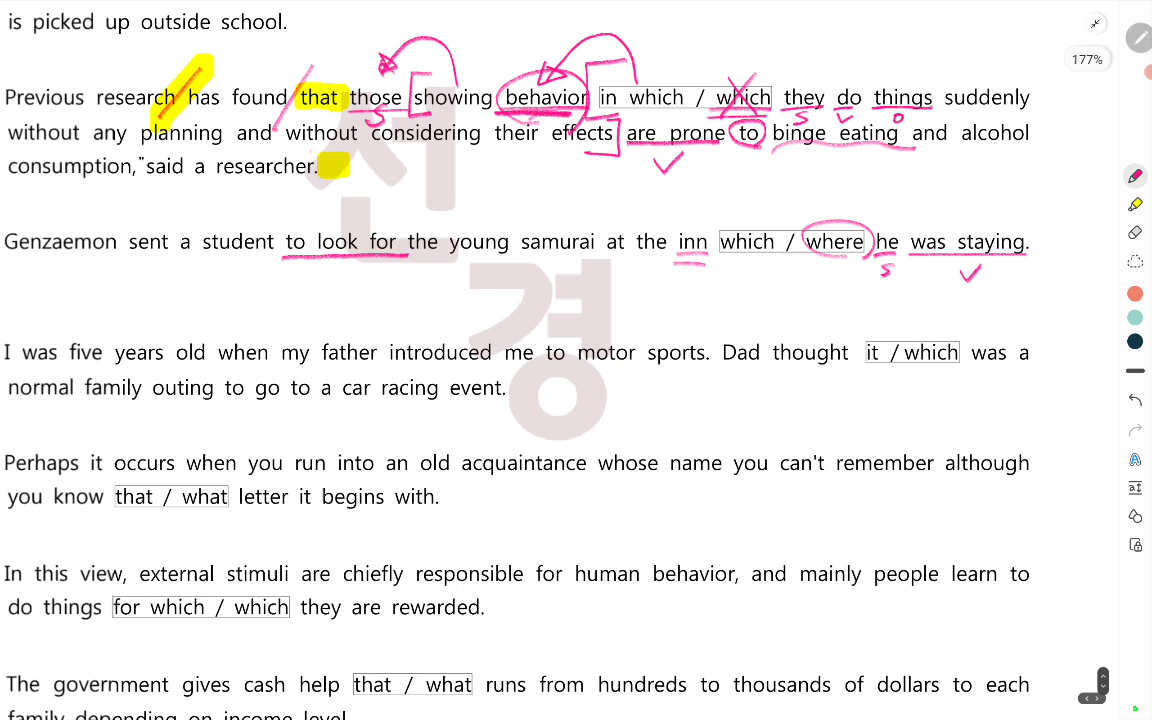 is picked up outside school.
177%
Previous research has found that those showing behavior in which / which they do things suddenly
S S V O
without any planning and without considering their effects are prone to binge eating and alcohol
consumption,"said a researcher.
Genzaemon sent a student to look for the young samurai at the inn which / where he was staying.
S V
I was five years old when my father introduced me to motor sports. Dad thought it / which was a
normal family outing to go to a car racing event.
Perhaps it occurs when you run into an old acquaintance whose name you can't remember although
you know that / what letter it begins with.
In this view, external stimuli are chiefly responsible for human behavior, and mainly people learn to
do things for which / which they are rewarded.
The government gives cash help that / what runs from hundreds to thousands of dollars to each
family depending on income level.
선
경